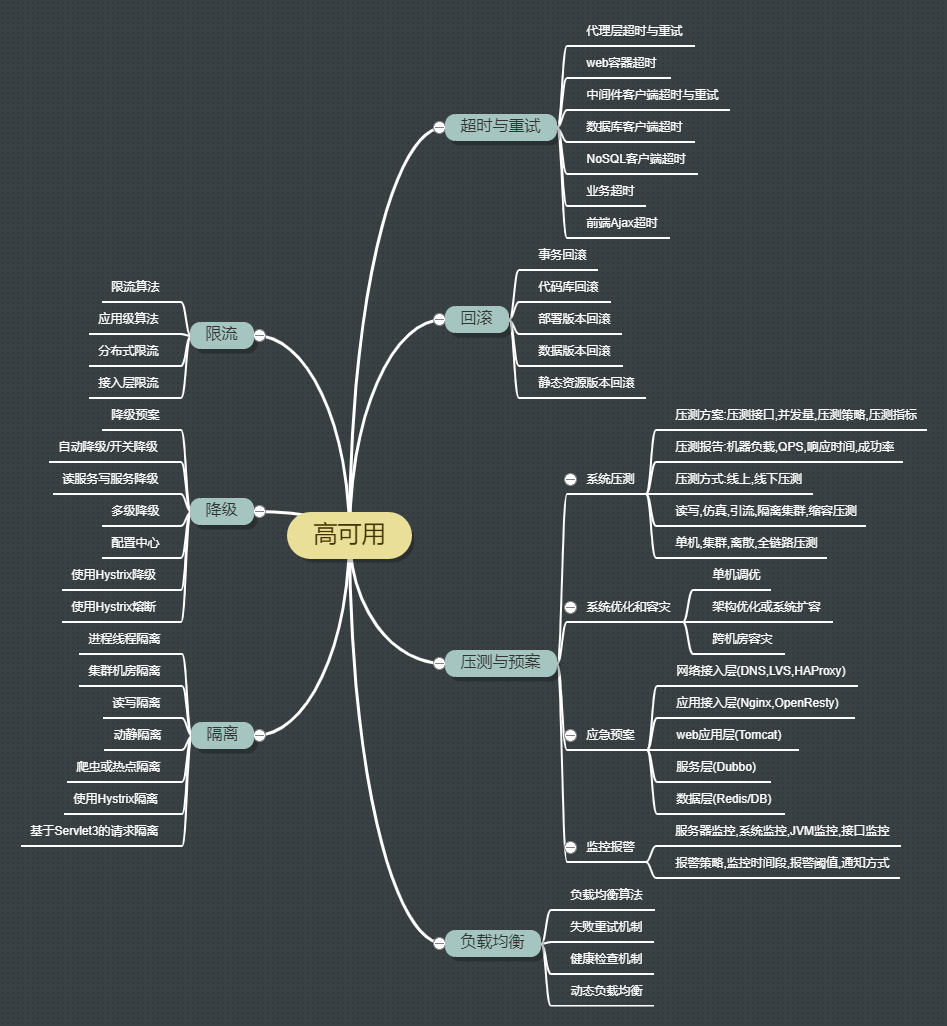 高可用
超时与重试
代理层超时与重试
web容器超时
中间件客户端超时与重试
数据库客户端超时
NoSQL客户端超时
业务超时
前端Ajax超时
回滚
事务回滚
代码库回滚
部署版本回滚
数据版本回滚
静态资源版本回滚
压测与预案
系统压测
压测方案:压测接口,并发量,压测策略,压测指标
压测报告:机器负载,QPS,响应时间,成功率
压测方式:线上,线下压测
读写,仿真,引流,隔离集群,缩容压测
单机,集群,离散,全链路压测
系统优化和容灾
单机调优
架构优化或系统扩容
跨机房容灾
应急预案
网络接入层(DNS,LVS,HAProxy)
应用接入层(Nginx,OpenResty)
web应用层(Tomcat)
服务层(Dubbo)
数据层(Redis/DB)
监控报警
服务器监控,系统监控,JVM监控,接口监控
报警策略,监控时间段,报警阈值,通知方式
负载均衡
负载均衡算法
失败重试机制
健康检查机制
动态负载均衡
限流
限流算法
应用级算法
分布式限流
接入层限流
降级
降级预案
自动降级/开关降级
读服务写服务降级
多级降级
配置中心
使用Hystrix降级
使用Hystrix熔断
隔离
进程线程隔离
集群机房隔离
读写隔离
动静隔离
爬虫或热点隔离
使用Hystrix隔离
基于Servlet3的请求隔离